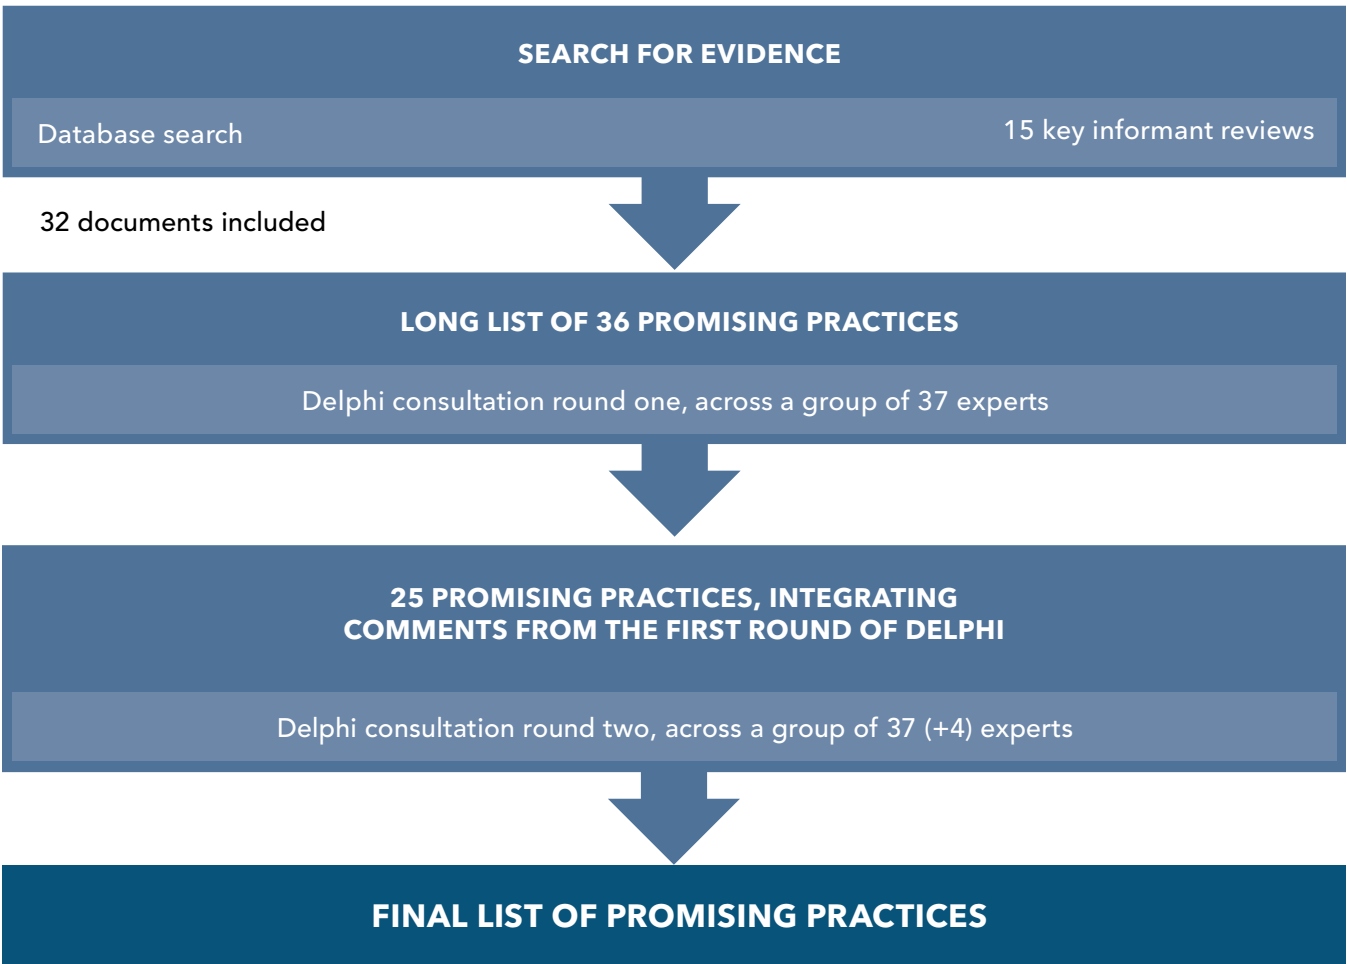 SEARCH FOR EVIDENCE
Database search
15 key informant reviews
32 documents included
LONG LIST OF 36 PROMISING PRACTICES
Delphi consultation round one, across a group of 37 experts
25 PROMISING PRACTICES, INTEGRATING
COMMENTS FROM THE FIRST ROUND OF DELPHI
Delphi consultation round two, across a group of 37 (+4) experts
FINAL LIST OF PROMISING PRACTICES